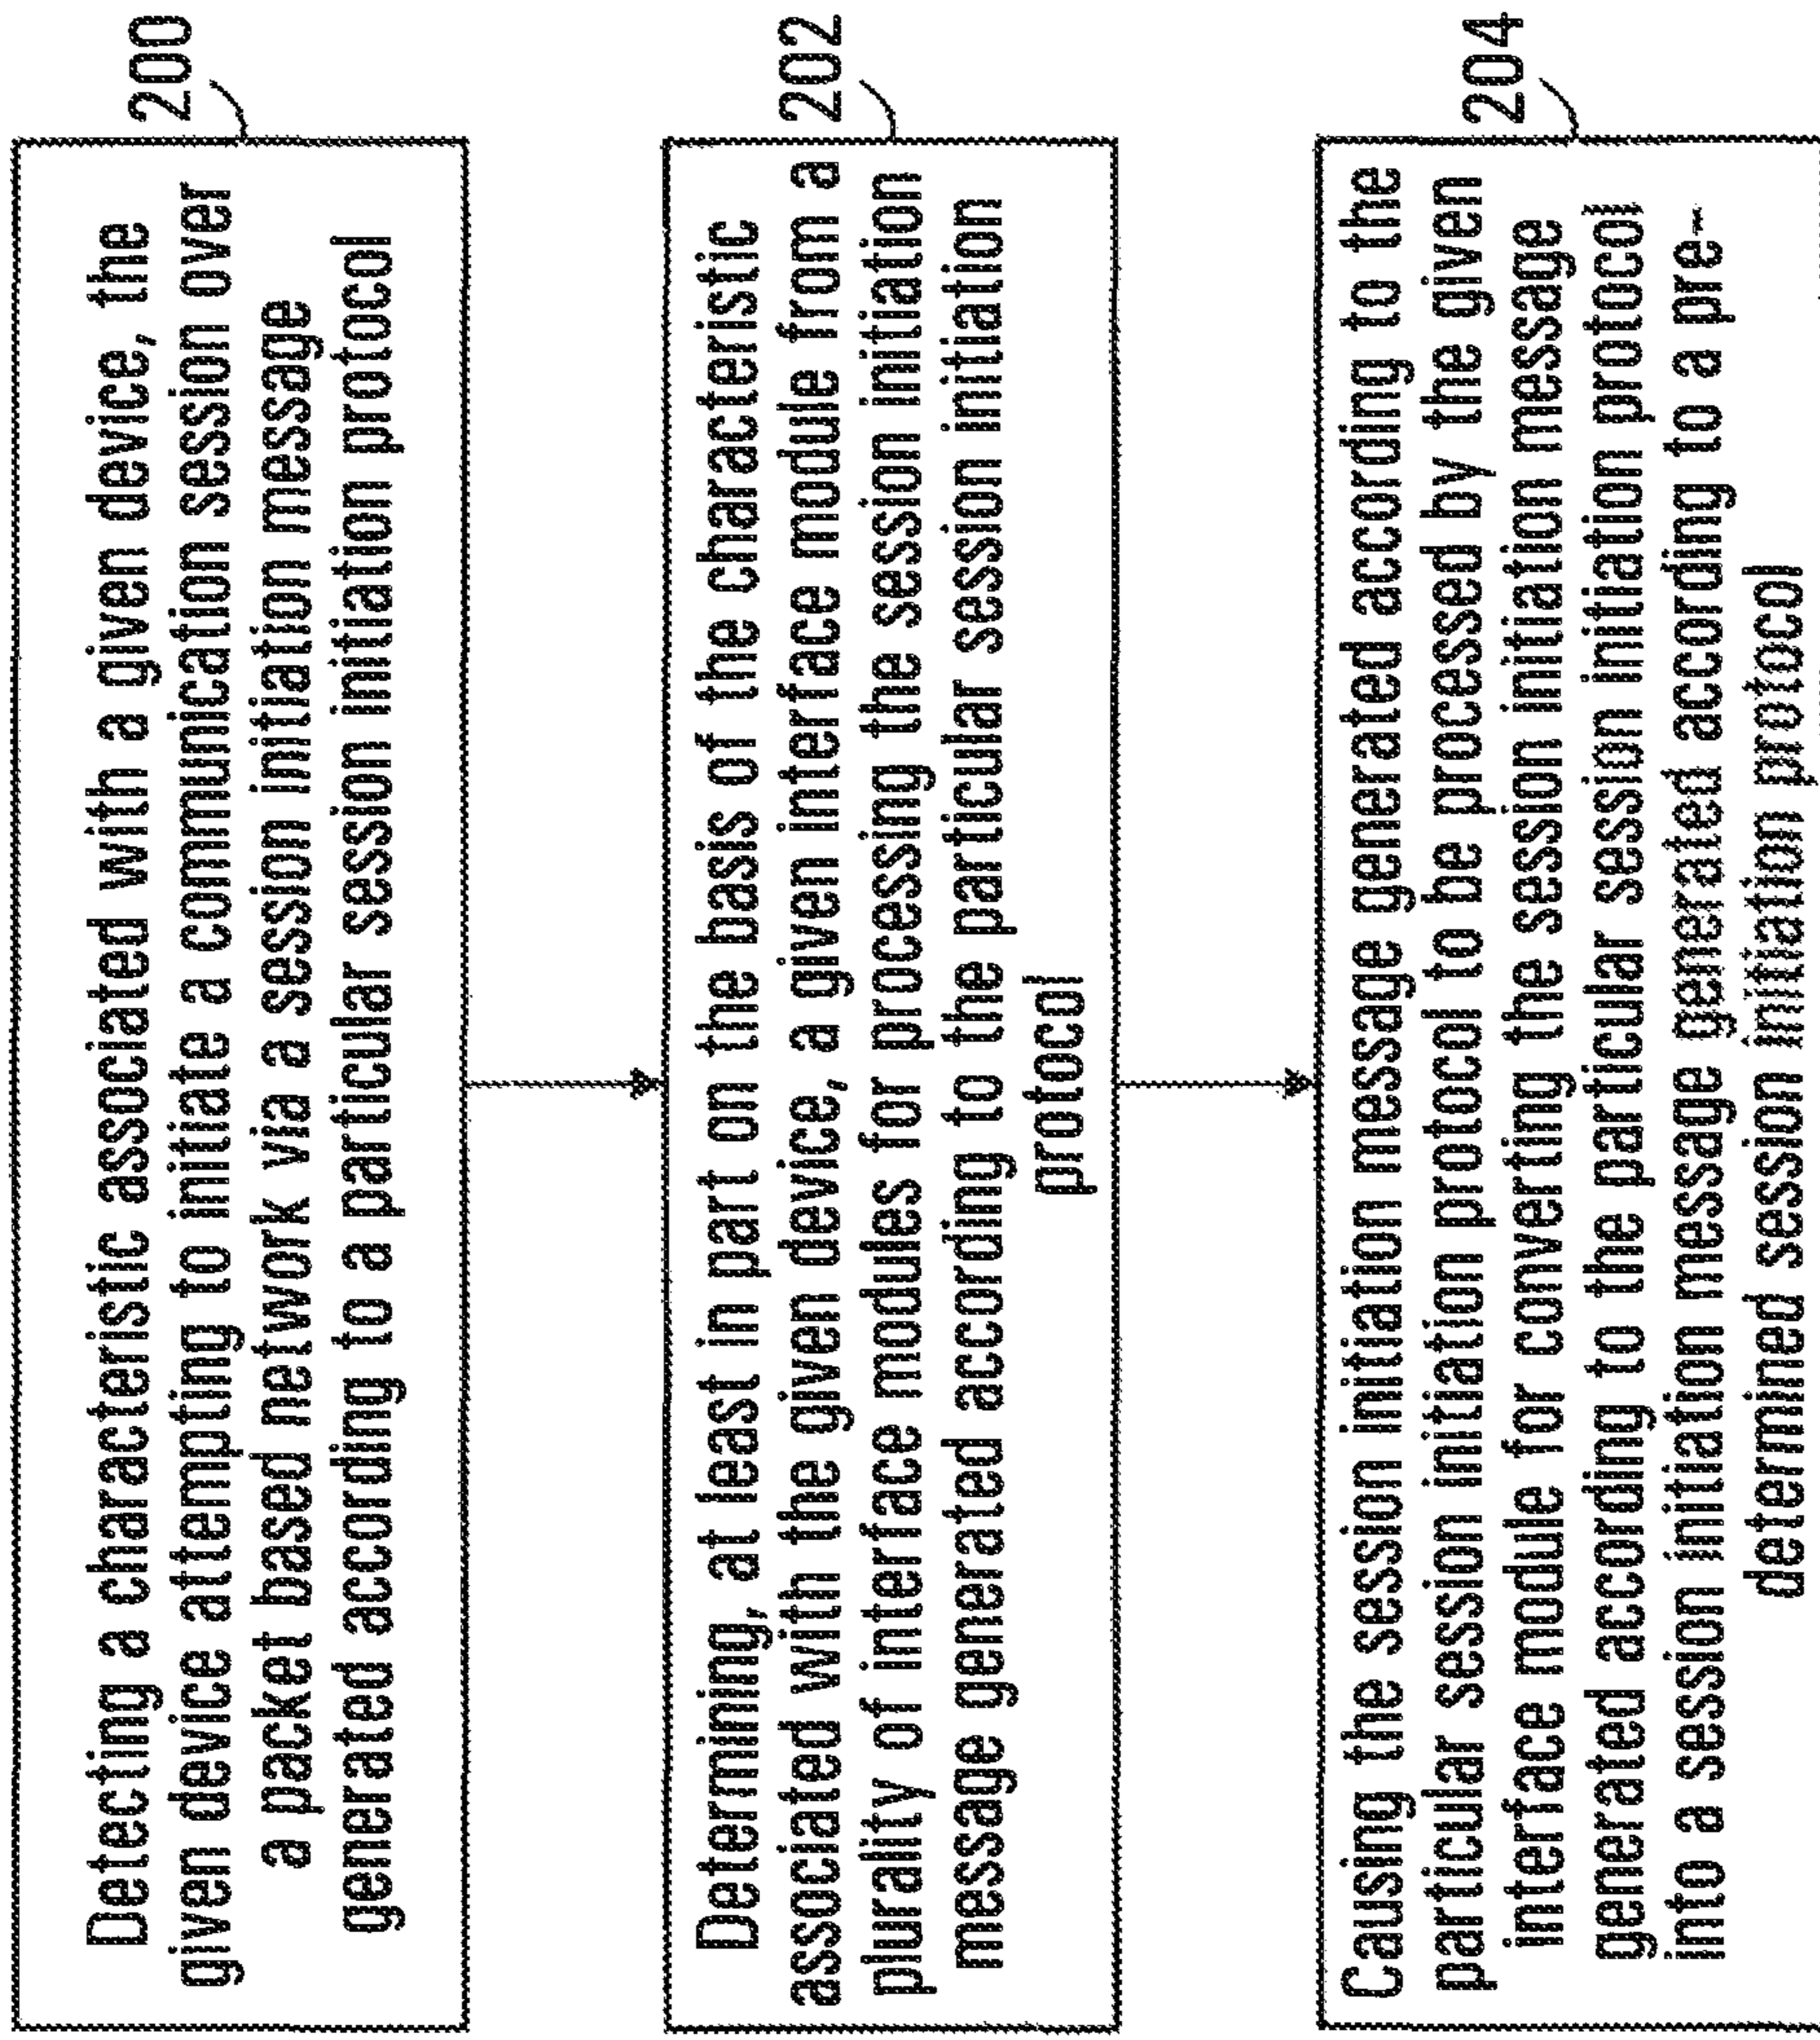 Detecting a characteristic associated with a given device, the
given device attempting to initiate a communication session over
a packet based network via a session initiation message
generated according to a particular session initiation protocol
200
Determining, at least in part on the basis of the characteristic
associated with the given device, a given interface module from a
plurality of interface modules for processing the session initiation
message generated according to the particular session initiation
protocol
202
Causing the session initiation message generated according to the
particular session initiation protocol to be processed by the given
interface module for converting the session initiation message
generated according to the particular session initiation protocol
into a session initiation message generated according to a pre-
determined session initiation protocol
204